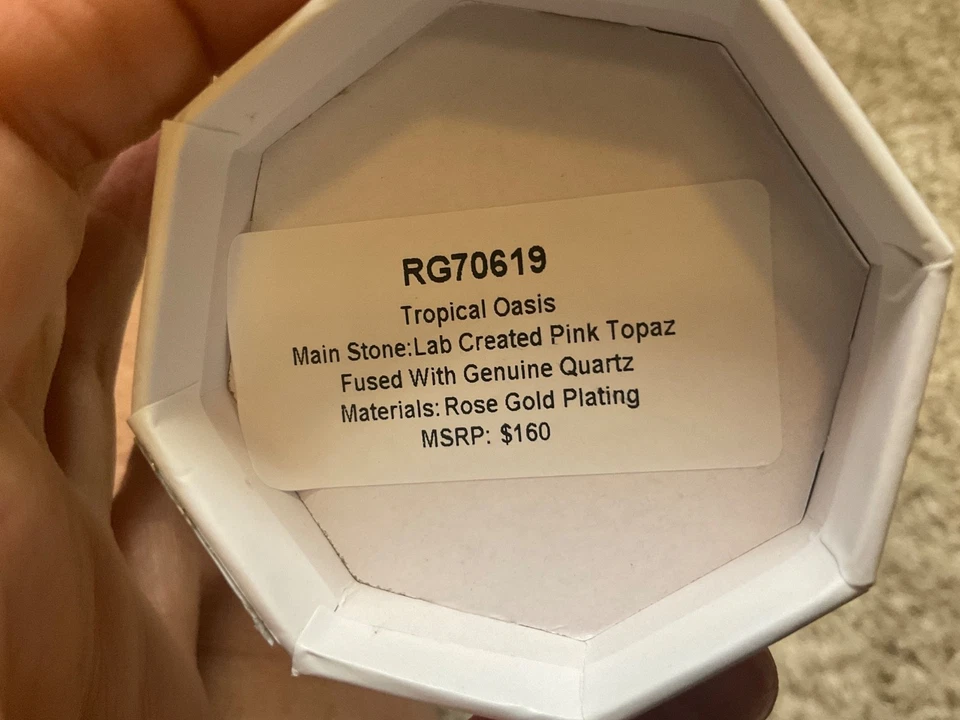 RG70619
Tropical Oasis
Main Stone:Lab Created Pink Topaz
Fused With Genuine Quartz
Materials: Rose Gold Plating
MSRP: $160